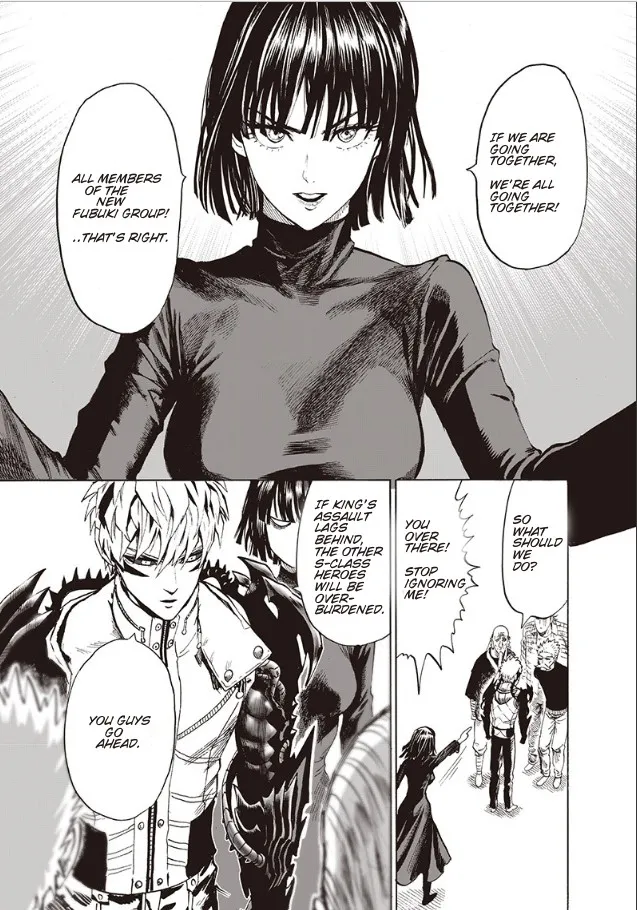 IF WE ARE
GOING
TOGETHER,
WE'RE ALL
GOING
TOGETHER!
ALL MEMBERS
OF THE
NEW
FUBUKI GROUP!
..THAT'S RIGHT.
SO
WHAT
SHOULD
WE
DO?
YOU
OVER
THERE!
STOP
IGNORING
ME!
IF KING'S
ASSAULT
LAGS
BEHIND,
THE OTHER
S-CLASS
HEROES
WILL BE
OVER-
BURDENED.
YOU GUYS
GO
AHEAD.